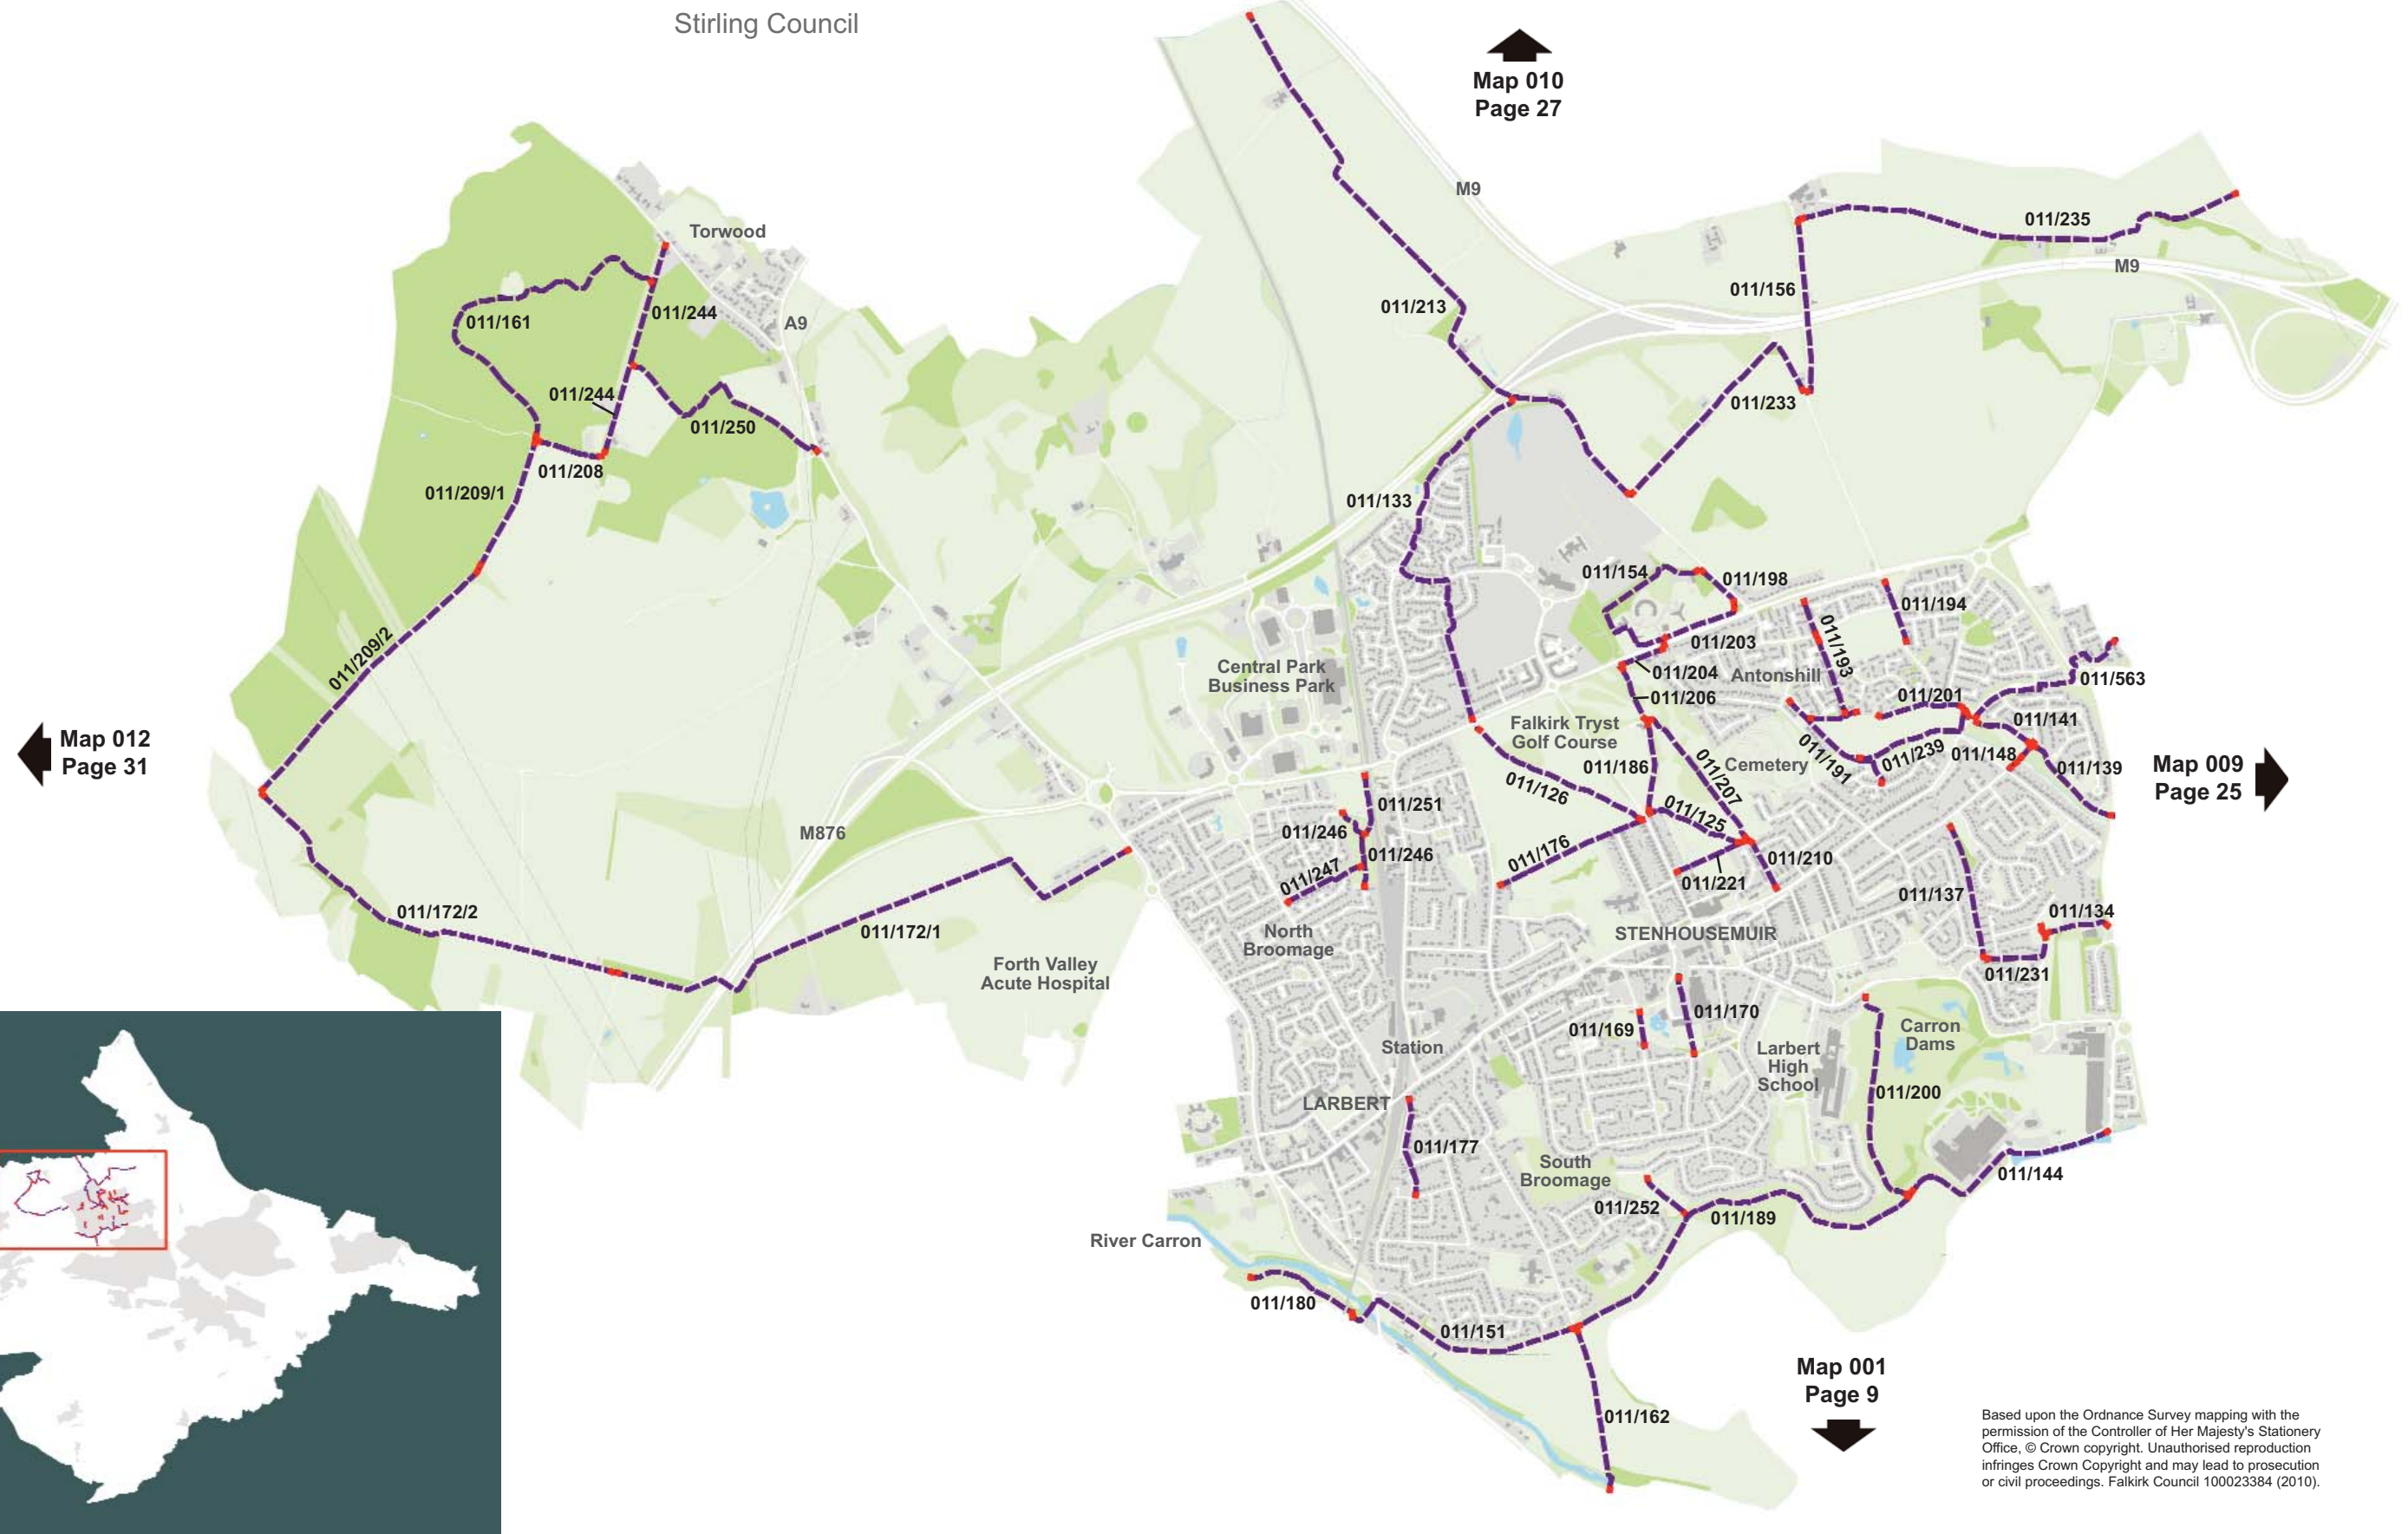 Stirling Council
Map 010
Page 27
M9
011/235
Torwood
M9
011/156
011/213
011/244
011/161
A9
011/244
011/233
011/250
011/208
011/209/1
011/133
011/154
011/198
011/194
011/193
011/203
011/209/2
Central Park
Business Park
011/204
Antonshill
011/563
011/206
011/201
Falkirk Tryst
Golf Course
011/141
Map 012
Page 31
011/191
011/239
011/148
011/186
011/207
Cemetery
011/139
Map 009
Page 25
011/126
011/251
011/125
M876
011/246
011/246
011/176
011/210
011/247
011/221
011/137
011/172/2
011/134
011/172/1
North
Broomage
STENHOUSEMUIR
Forth Valley
Acute Hospital
011/231
011/170
011/169
Carron
Dams
Station
Larbert
High
School
011/200
LARBERT
011/177
South
Broomage
011/144
011/252
011/189
River Carron
011/180
011/151
Map 001
Page 9
011/162
Based upon the Ordnance Survey mapping with the
permission of the Controller of Her Majesty's Stationery
Office, © Crown copyright. Unauthorised reproduction
infringes Crown Copyright and may lead to prosecution
or civil proceedings. Falkirk Council 100023384 (2010).